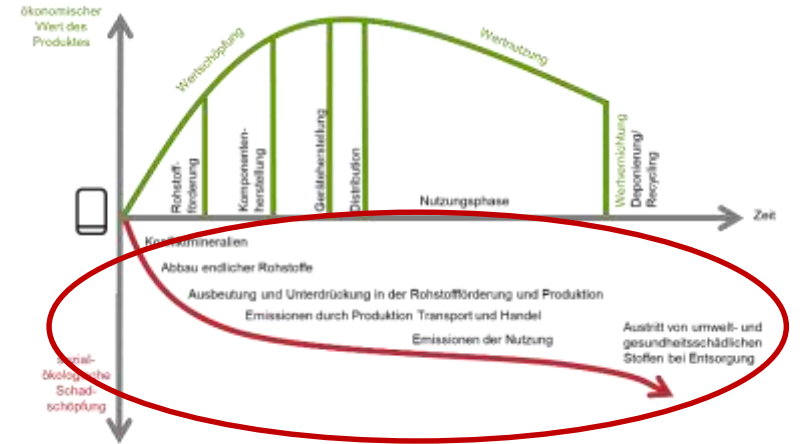 ökonomischer
Wert des
Produktes
Wertschöpfung
Wertnutzung
Rohstoff-
förderung
Komponenten-
herstellung
Geräteherstellung
Distribution
Nutzungsphase
Wertvernichtung
Deponierung/
Recycling
Zeit
Konfliktmineralien
Abbau endlicher Rohstoffe
Ausbeutung und Unterdrückung in der Rohstoffförderung und Produktion
Emissionen durch Produktion Transport und Handel
Emissionen der Nutzung
Austritt von umwelt- und
gesundheitsschädlichen
Stoffen bei Entsorgung
sozial-
ökologische
Schad-
schöpfung